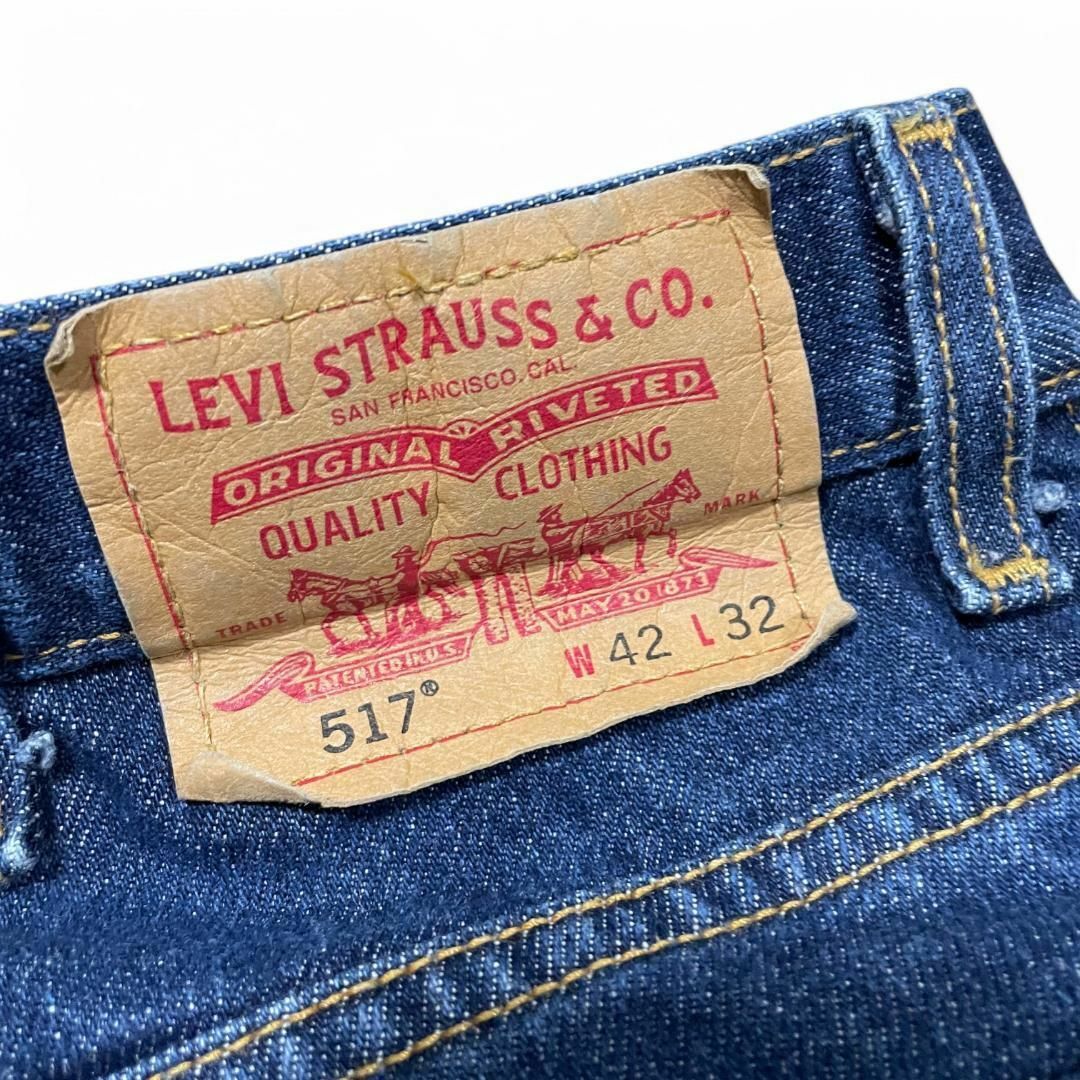 LEVI STRAUSS & CO.
SAN FRANCISCO, CAL.
ORIGINAL RIVETED
QUALITY CLOTHING
TRADE MARK
PATENTED IN U.S. MAY 20 1873
517® W 42 L 32